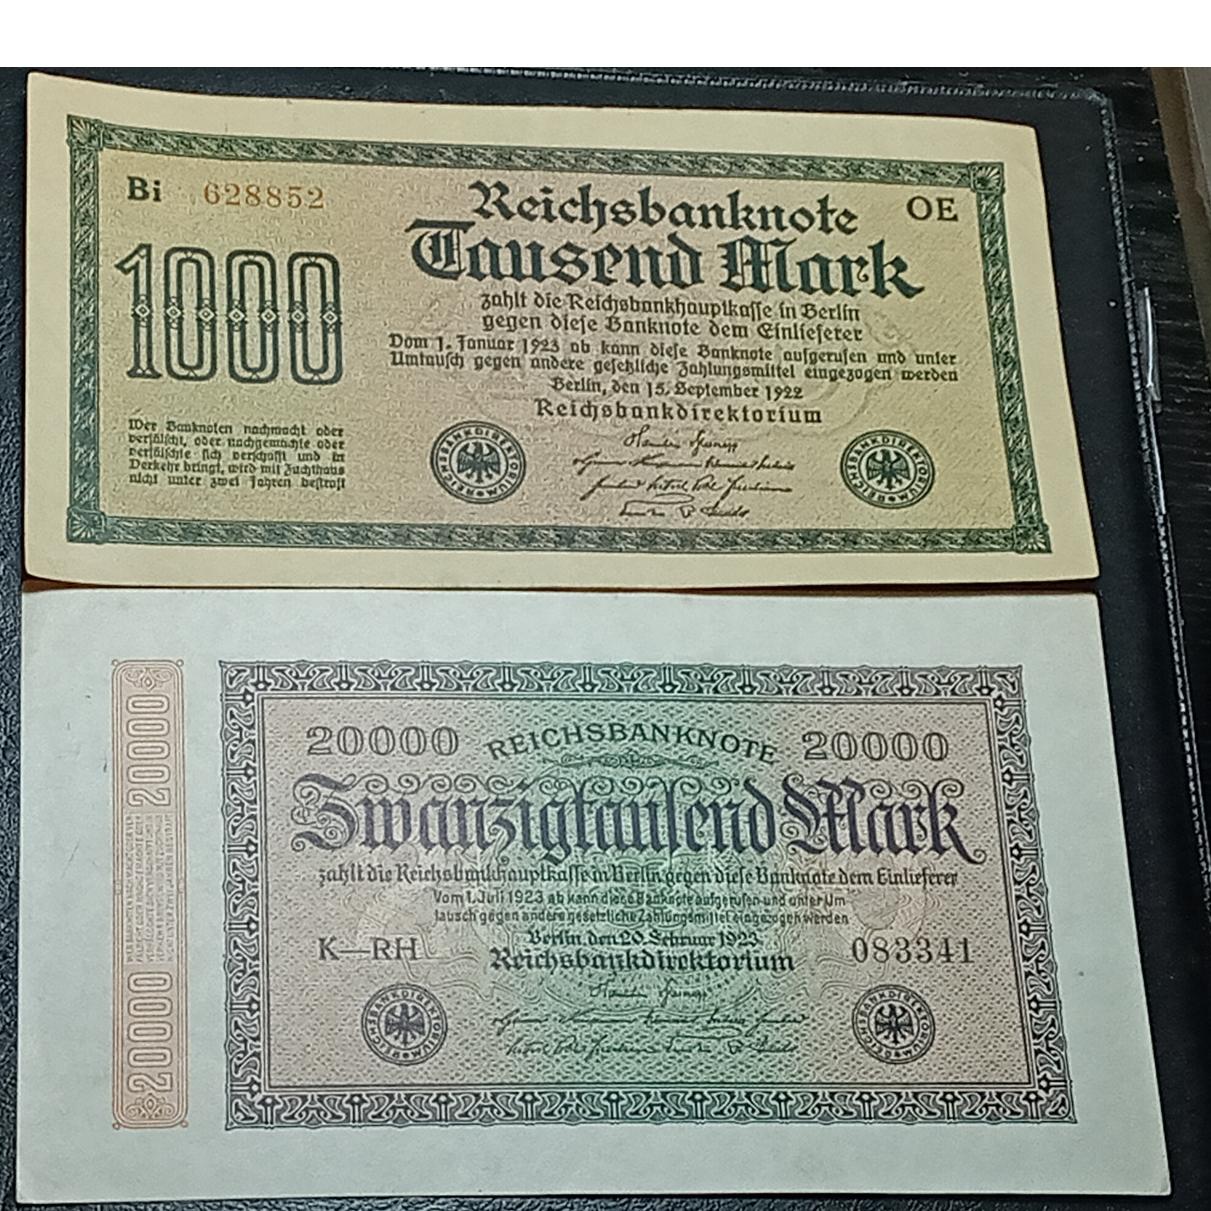 Bi 628852
Reichsbanknote
OE
1000
Tausend Mark
zahlt die Reichsbankhauptkasse in Berlin
gegen diese Banknote dem Einlieferer
Vom 1. Januar 1923 ab kann diese Banknote aufgerufen und unter
Umtausch gegen andere gesetzliche Zahlungsmittel eingezogen werden
Berlin, den 15. September 1922
Reichsbankdirektorium
Wer Banknoten nachmacht oder
verfälscht, oder nachgemachte oder
verfälschte sich verschafft und in
Verkehr bringt, wird mit Zuchthaus
nicht unter zwei Jahren bestraft
REICHSBANKDIREKTORIUM
REICHSBANKDIREKTORIUM
20000
20000
20000 REICHSBANKNOTE 20000
Zwanzigtausend Mark
zahlt die Reichsbankhauptkasse in Berlin gegen diese Banknote dem Einlieferer
Vom 1. Juli 1923 ab kann diese Banknote aufgerufen und unter Um-
tausch gegen andere gesetzliche Zahlungsmittel eingezogen werden
Berlin, den 20. Februar 1923
K—RH
Reichsbankdirektorium
083341
REICHSBANKDIREKTORIUM
REICHSBANKDIREKTORIUM